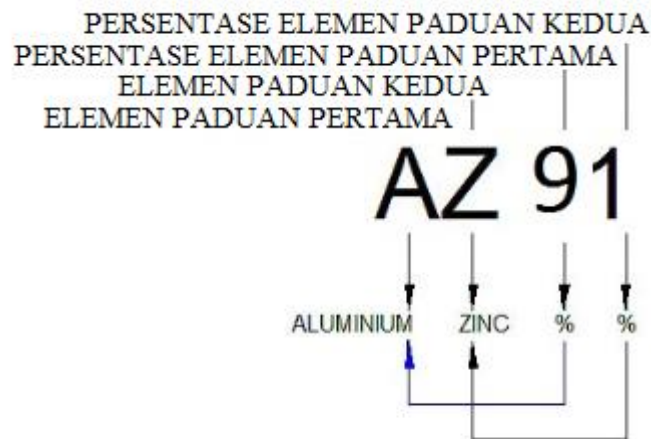 PERSENTASE ELEMEN PADUAN KEDUA
PERSENTASE ELEMEN PADUAN PERTAMA
ELEMEN PADUAN KEDUA
ELEMEN PADUAN PERTAMA
AZ 91
ALUMINIUM ZINC % %